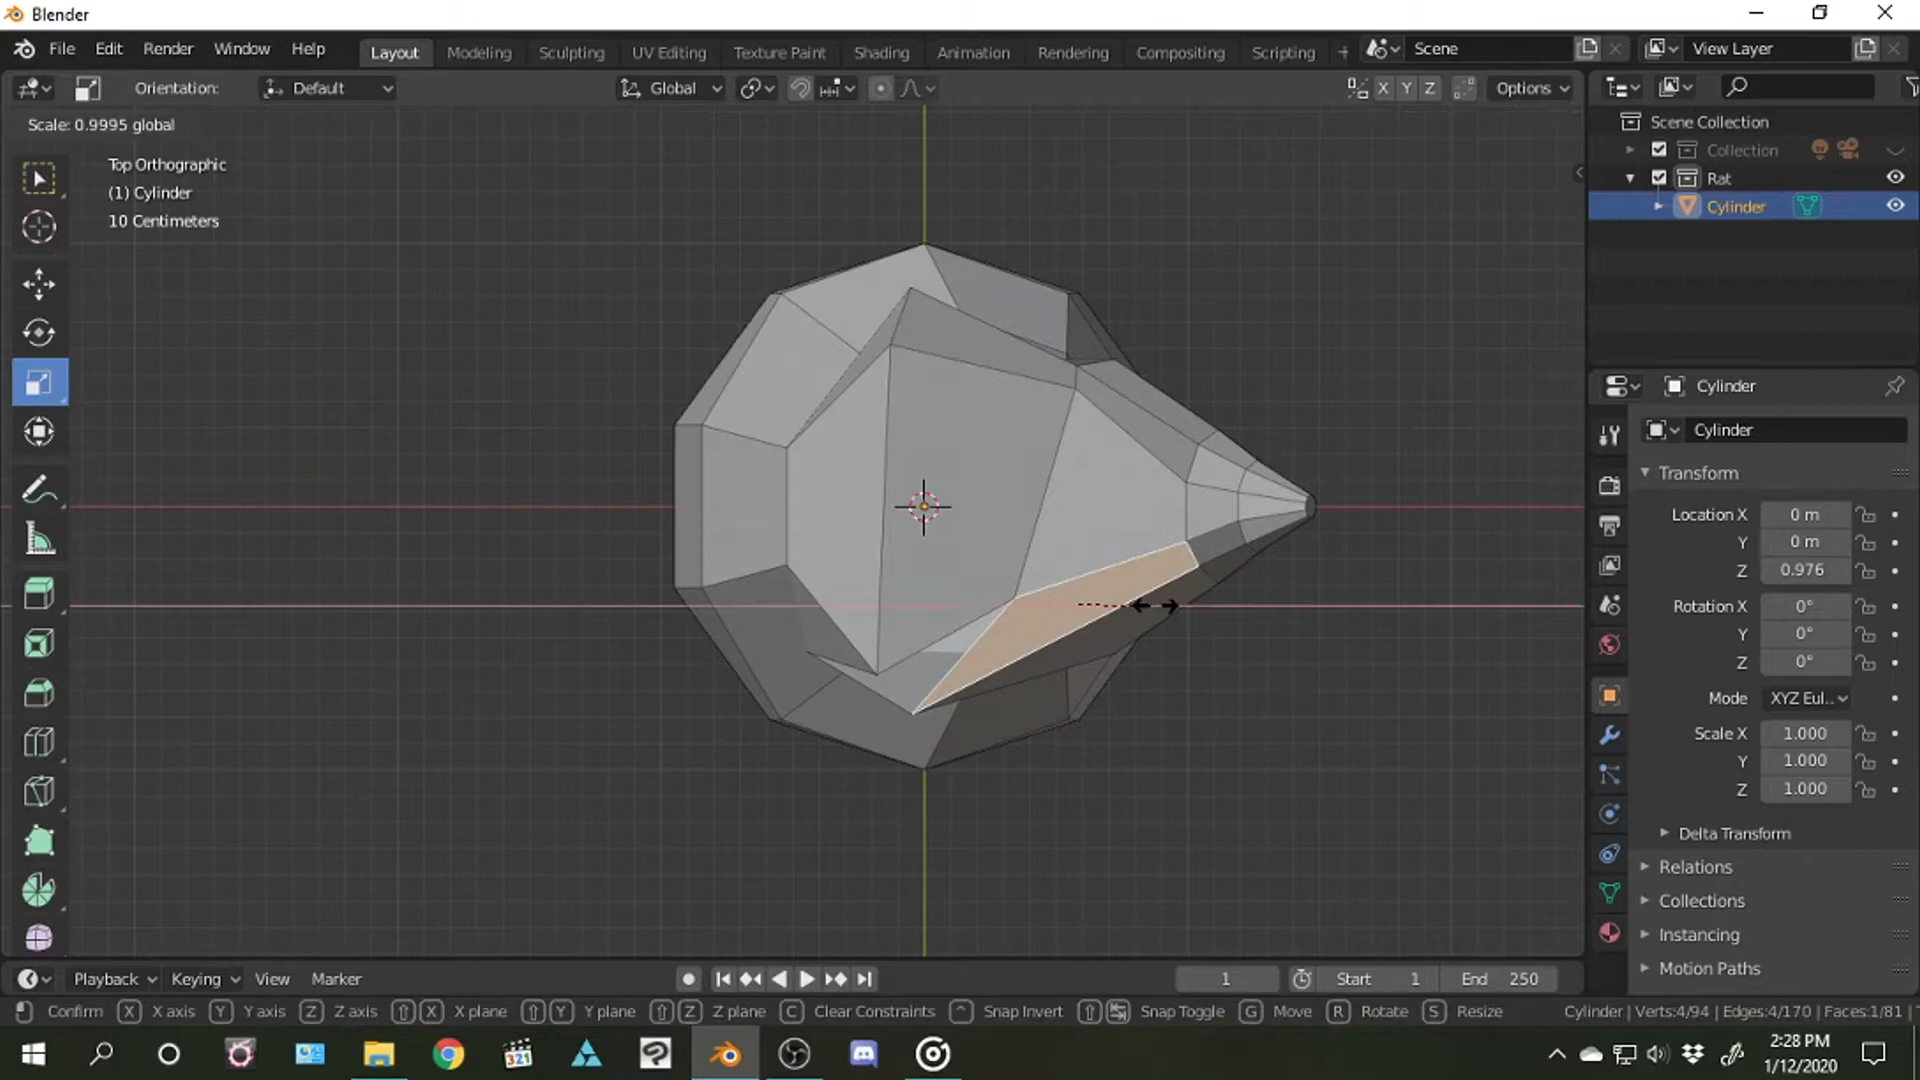 Blender
File Edit Render Window Help Layout Modeling Sculpting UV Editing Texture Paint Shading Animation Rendering Compositing Scripting + Scene View Layer
Orientation: Default Global X Y Z Options
Scale: 0.9995 global
Top Orthographic
(1) Cylinder
10 Centimeters
Scene Collection
Collection
Rat
Cylinder
Cylinder
Cylinder
Transform
Location X 0 m
Y 0 m
Z 0.976
Rotation X 0°
Y 0°
Z 0°
Mode XYZ Eul..
Scale X 1.000
Y 1.000
Z 1.000
Delta Transform
Relations
Collections
Instancing
Motion Paths
Playback Keying View Marker 1 Start 1 End 250
Confirm X X axis Y Y axis Z Z axis X X plane Y Y plane Z Z plane C Clear Constraints ^ Snap Invert Snap Toggle G Move R Rotate S Resize Cylinder | Verts:4/94 | Edges:4/170 | Faces:1/81 |
321
2:28 PM
1/12/2020